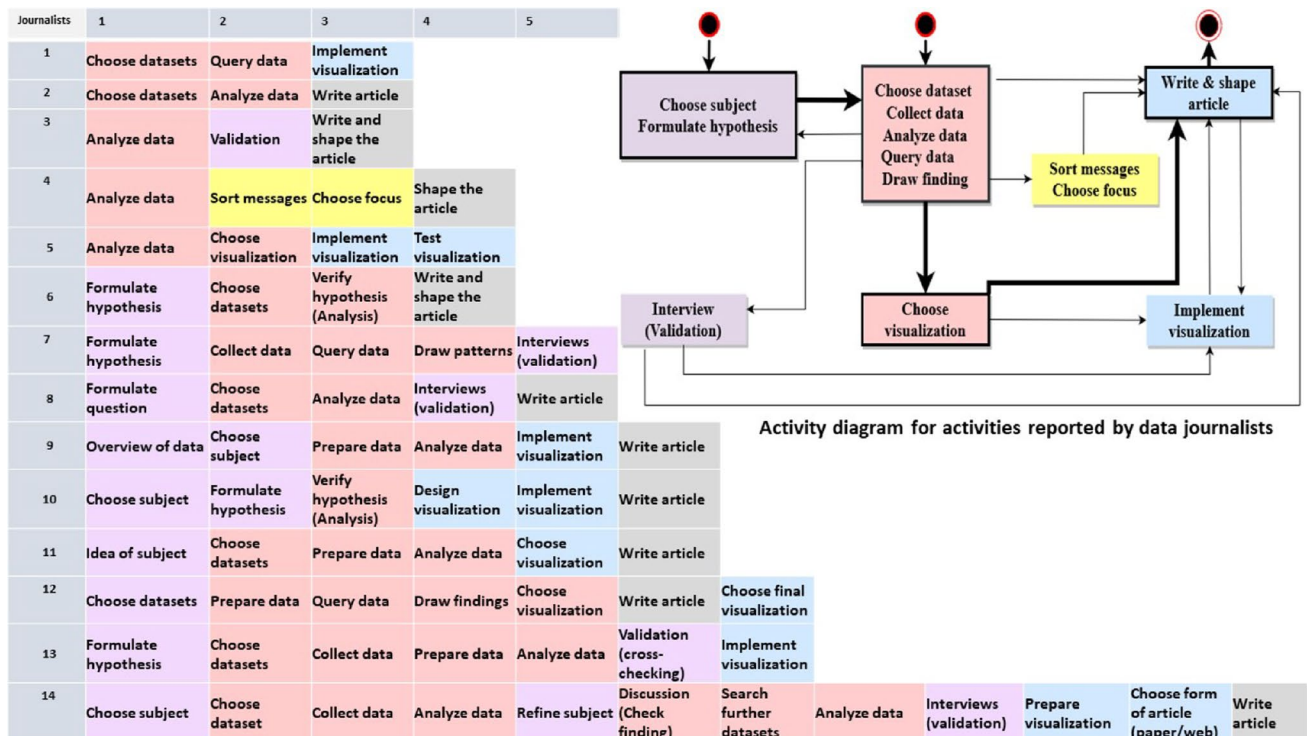 Journalists 1 2 3 4 5
1 Choose datasets Query data Implement visualization
2 Choose datasets Analyze data Write article
3 Analyze data Validation Write and shape the article
4 Analyze data Sort messages Choose focus Shape the article
5 Analyze data Choose visualization Implement visualization Test visualization
6 Formulate hypothesis Choose datasets Verify hypothesis (Analysis) Write and shape the article
7 Formulate hypothesis Collect data Query data Draw patterns Interviews (validation)
8 Formulate question Choose datasets Analyze data Interviews (validation) Write article
9 Overview of data Choose subject Prepare data Analyze data Implement visualization Write article
10 Choose subject Formulate hypothesis Verify hypothesis (Analysis) Design visualization Implement visualization Write article
11 Idea of subject Choose datasets Prepare data Analyze data Choose visualization Write article
12 Choose datasets Prepare data Query data Draw findings Choose visualization Write article Choose final visualization
13 Formulate hypothesis Choose datasets Collect data Prepare data Analyze data Validation (cross-checking) Implement visualization
14 Choose subject Choose dataset Collect data Analyze data Refine subject Discussion (Check finding) Search further datasets Analyze data Interviews (validation) Prepare visualization Choose form of article (paper/web) Write article
Choose subject
Formulate hypothesis
Choose dataset
Collect data
Analyze data
Query data
Draw finding
Write & shape
article
Sort messages
Choose focus
Interview
(Validation)
Choose
visualization
Implement
visualization
Activity diagram for activities reported by data journalists